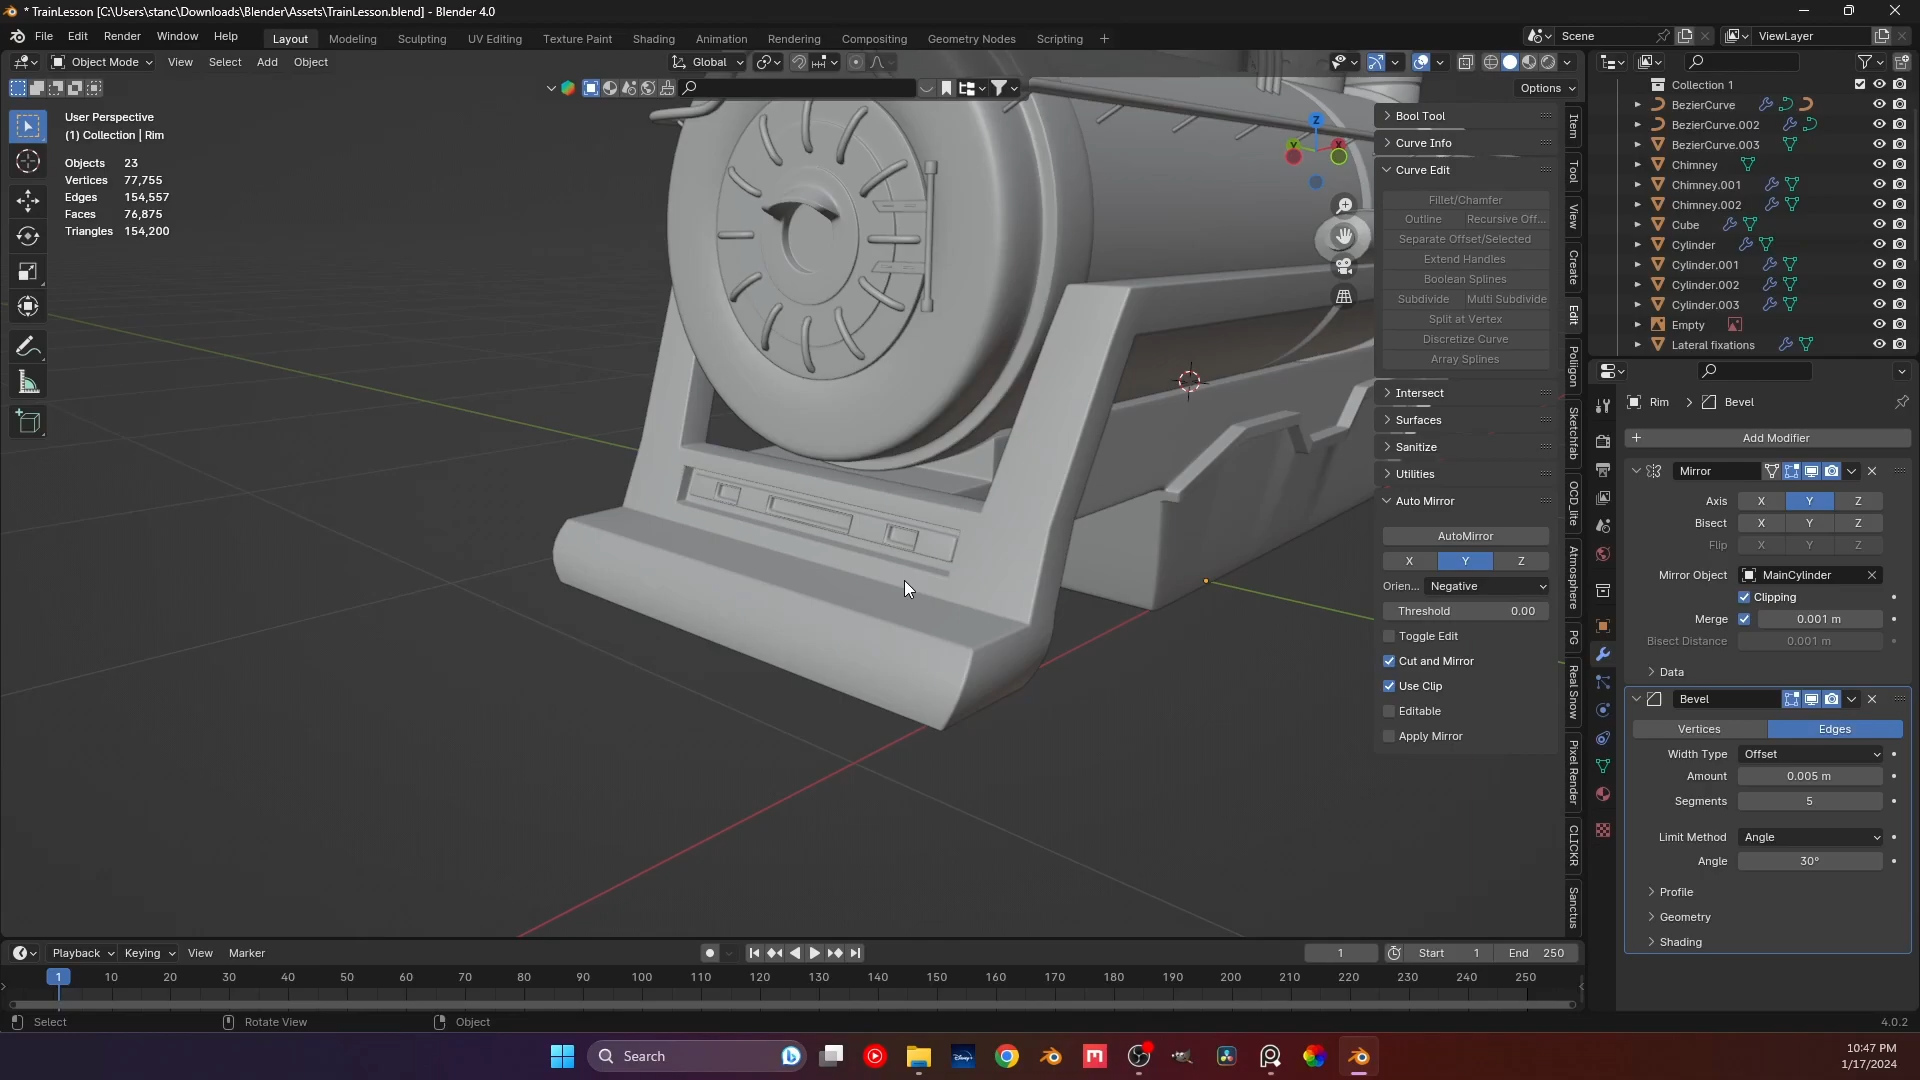 * TrainLesson [C:\Users\stanc\Downloads\Blender\Assets\TrainLesson.blend] - Blender 4.0
File Edit Render Window Help
Layout Modeling Sculpting UV Editing Texture Paint Shading Animation Rendering Compositing Geometry Nodes Scripting +
Scene
ViewLayer
Object Mode View Select Add Object
Global
Options
User Perspective
(1) Collection | Rim
Objects 23
Vertices 77,755
Edges 154,557
Faces 76,875
Triangles 154,200
Z
Y
X
Bool Tool
Curve Info
Curve Edit
Fillet/Chamfer
Outline Recursive Off...
Separate Offset/Selected
Extend Handles
Boolean Splines
Subdivide Multi Subdivide
Split at Vertex
Discretize Curve
Array Splines
Intersect
Surfaces
Sanitize
Utilities
Auto Mirror
AutoMirror
X Y Z
Orien... Negative
Threshold 0.00
Toggle Edit
Cut and Mirror
Use Clip
Editable
Apply Mirror
Item
Tool
View
Create
Edit
Poliigon
Sketchfab
OCD_lite
Atmosphere
PG
Real Snow
Pixel Render
CLICKR
Sanctus
Collection 1
BezierCurve
BezierCurve.002
BezierCurve.003
Chimney
Chimney.001
Chimney.002
Cube
Cylinder
Cylinder.001
Cylinder.002
Cylinder.003
Empty
Lateral fixations
Rim > Bevel
+ Add Modifier
Mirror
Axis X Y Z
Bisect X Y Z
Flip X Y Z
Mirror Object MainCylinder
Clipping
Merge 0.001 m
Bisect Distance 0.001 m
Data
Bevel
Vertices Edges
Width Type Offset
Amount 0.005 m
Segments 5
Limit Method Angle
Angle 30°
Profile
Geometry
Shading
Playback Keying View Marker
1
Start 1
End 250
1 10 20 30 40 50 60 70 80 90 100 110 120 130 140 150 160 170 180 190 200 210 220 230 240 250
Select Rotate View Object
4.0.2
Search
10:47 PM
1/17/2024